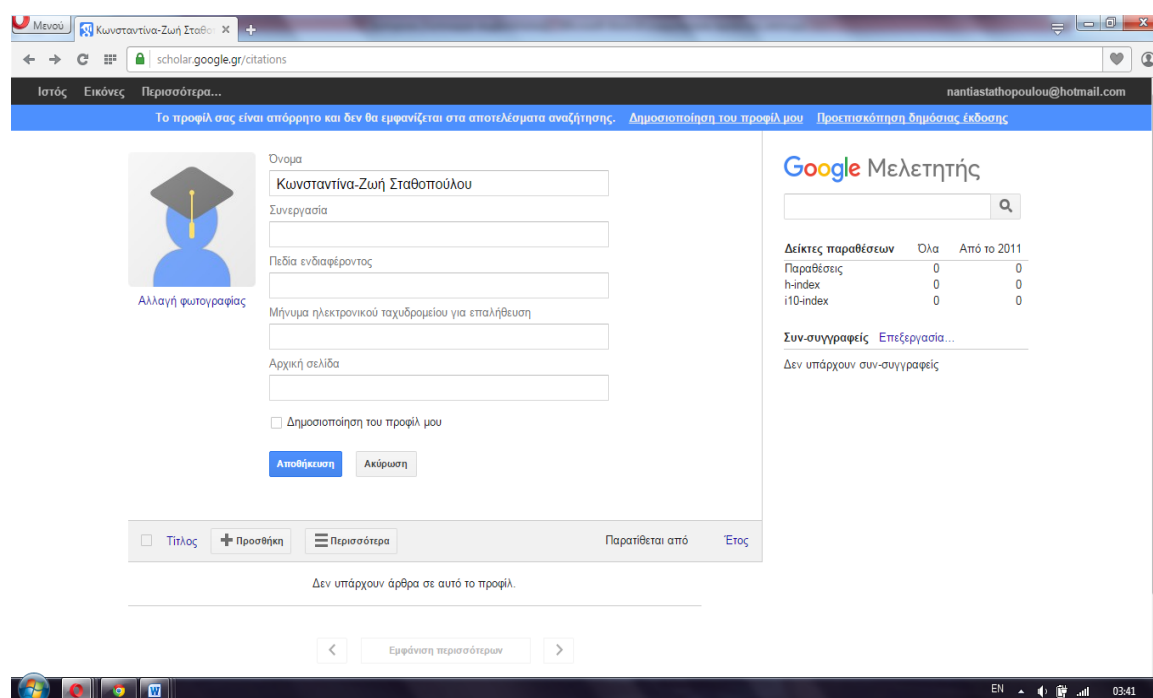 Μενού Κωνσταντίνα-Ζωή Σταθο
scholar.google.gr/citations
Ιστός Εικόνες Περισσότερα... nantiastathopoulou@hotmail.com
Το προφίλ σας είναι απόρρητο και δεν θα εμφανίζεται στα αποτελέσματα αναζήτησης. Δημοσιοποίηση του προφίλ μου Προεπισκόπηση δημόσιας έκδοσης
Όνομα
Κωνσταντίνα-Ζωή Σταθοπούλου
Συνεργασία
Πεδία ενδιαφέροντος
Αλλαγή φωτογραφίας
Μήνυμα ηλεκτρονικού ταχυδρομείου για επαλήθευση
Αρχική σελίδα
Δημοσιοποίηση του προφίλ μου
Αποθήκευση Ακύρωση
Google Μελετητής
Δείκτες παραθέσεων Όλα Από το 2011
Παραθέσεις 0 0
h-index 0 0
i10-index 0 0
Συν-συγγραφείς Επεξεργασία...
Δεν υπάρχουν συν-συγγραφείς
Τίτλος Προσθήκη Περισσότερα Παρατίθεται από Έτος
Δεν υπάρχουν άρθρα σε αυτό το προφίλ.
Εμφάνιση περισσότερων
EN 03:41